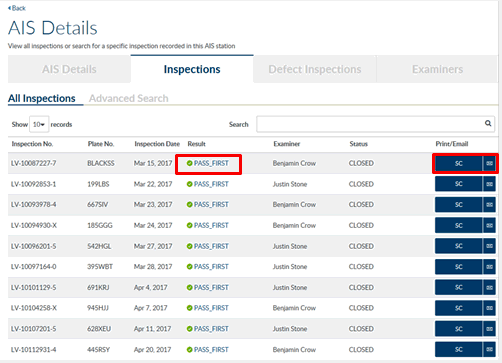 Back
AIS Details
View all inspections or search for a specific inspection recorded in this AIS station
AIS Details Inspections Defect Inspections Examiners
All Inspections Advanced Search
Show 10 records Search
Inspection No. Plate No. Inspection Date Result Examiner Status Print/Email
LV-10087227-7 BLACKSS Mar 15, 2017 PASS_FIRST Benjamin Crow CLOSED SC
LV-10092853-1 199LBS Mar 22, 2017 PASS_FIRST Justin Stone CLOSED SC
LV-10093978-4 667SIV Mar 23, 2017 PASS_FIRST Benjamin Crow CLOSED SC
LV-10094930-X 185GGG Mar 24, 2017 PASS_FIRST Benjamin Crow CLOSED SC
LV-10096201-5 542HGL Mar 27, 2017 PASS_FIRST Justin Stone CLOSED SC
LV-10097164-0 395WBT Mar 28, 2017 PASS_FIRST Justin Stone CLOSED SC
LV-10101129-5 691KRJ Apr 4, 2017 PASS_FIRST Justin Stone CLOSED SC
LV-10104258-X 945HJJ Apr 7, 2017 PASS_FIRST Benjamin Crow CLOSED SC
LV-10107201-5 628XEU Apr 11, 2017 PASS_FIRST Justin Stone CLOSED SC
LV-10112931-4 445RSY Apr 20, 2017 PASS_FIRST Benjamin Crow CLOSED SC